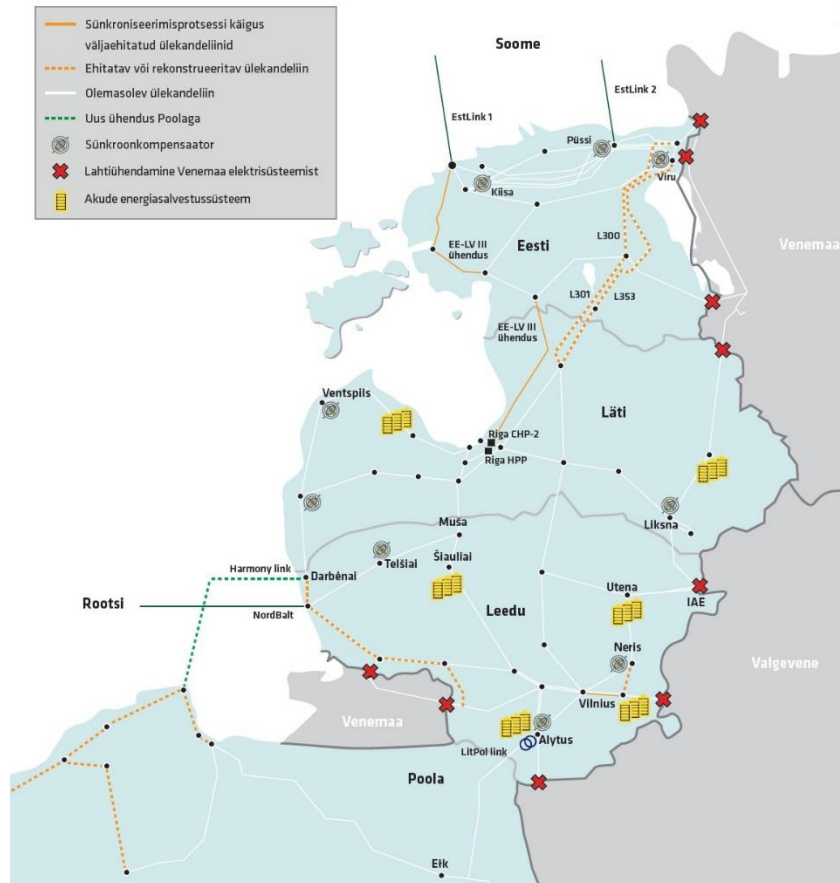 Sünkroniseerimisprotsessi käigus
väljaehitatud ülekandeliinid
Ehitatav või rekonstrueeritav ülekandeliin
Olemasolev ülekandeliin
Uus ühendus Poolaga
Sünkroonkompensaator
Lahtiühendamine Venemaa elektrisüsteemist
Akude energiasalvestussüsteem
Soome
EstLink 1
EstLink 2
Püssi
Viru
Kiisa
L300
EE-LV III
ühendus
Eesti
Venemaa
L301
L353
EE-LV III
ühendus
Ventspils
Läti
Riga CHP-2
Riga HPP
Liksna
Muša
Telšiai
Šiauliai
Harmony link
Darbėnai
Utena
IAE
Rootsi
NordBalt
Leedu
Neris
Valgevene
Vilnius
Venemaa
Alytus
LitPol link
Poola
Ełk